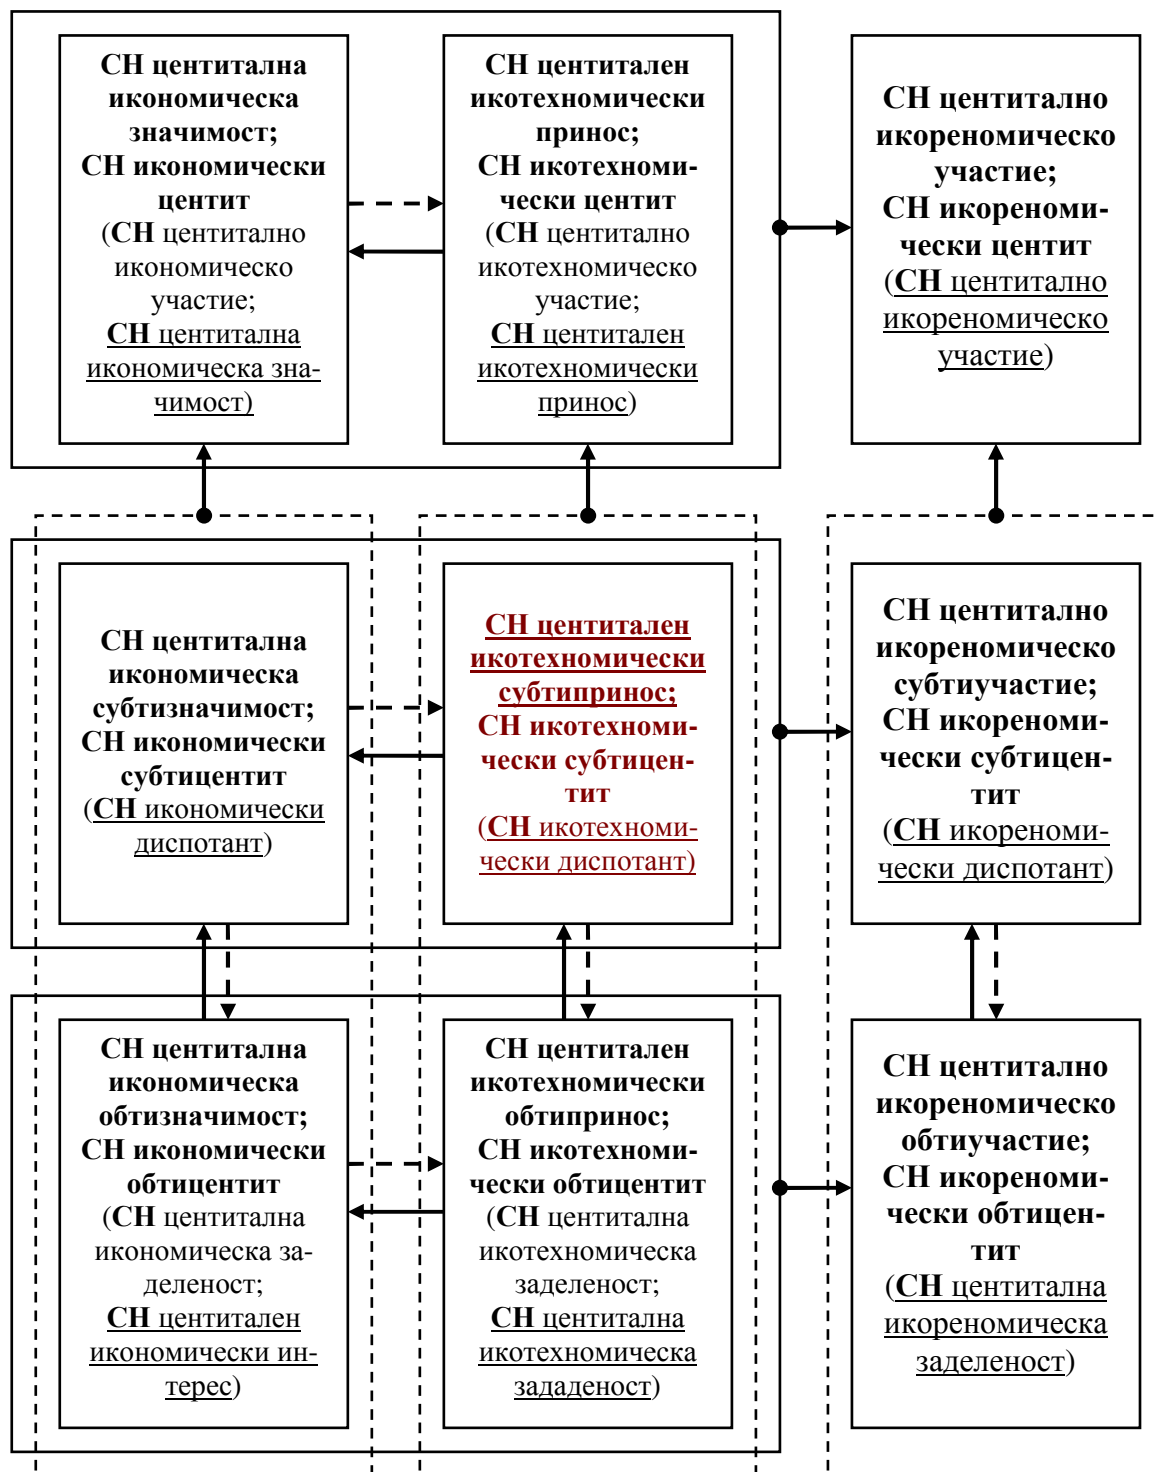 СН центитална
икономическа
значимост;
СН икономически
центит
(СН центитално
икономическо
участие;
СН центитална
икономическа зна-
чимост)
СН центитален
икотехномически
принос;
СН икотехноми-
чески центит
(СН центитално
икотехномическо
участие;
СН центитален
икотехномически
принос)
СН центитално
икореномическо
участие;
СН икореноми-
чески центит
(СН центитално
икореномическо
участие)
СН центитална
икономическа
субтизначимост;
СН икономически
субтицентит
(СН икономически
диспотант)
СН центитален
икотехномически
субтипринос;
СН икотехноми-
чески субтицен-
тит
(СН икотехноми-
чески диспотант)
СН центитално
икореномическо
субтиучастие;
СН икореноми-
чески субтицен-
тит
(СН икореноми-
чески диспотант)
СН центитална
икономическа
обтизначимост;
СН икономически
обтицентит
(СН центитална
икономическа за-
деленост;
СН центитален
икономически ин-
терес)
СН центитален
икотехномически
обтипринос;
СН икотехноми-
чески обтицентит
(СН центитална
икотехномическа
заделеност;
СН центитална
икотехномическа
зададеност)
СН центитално
икореномическо
обтиучастие;
СН икореноми-
чески обтицен-
тит
(СН центитална
икореномическа
заделеност)